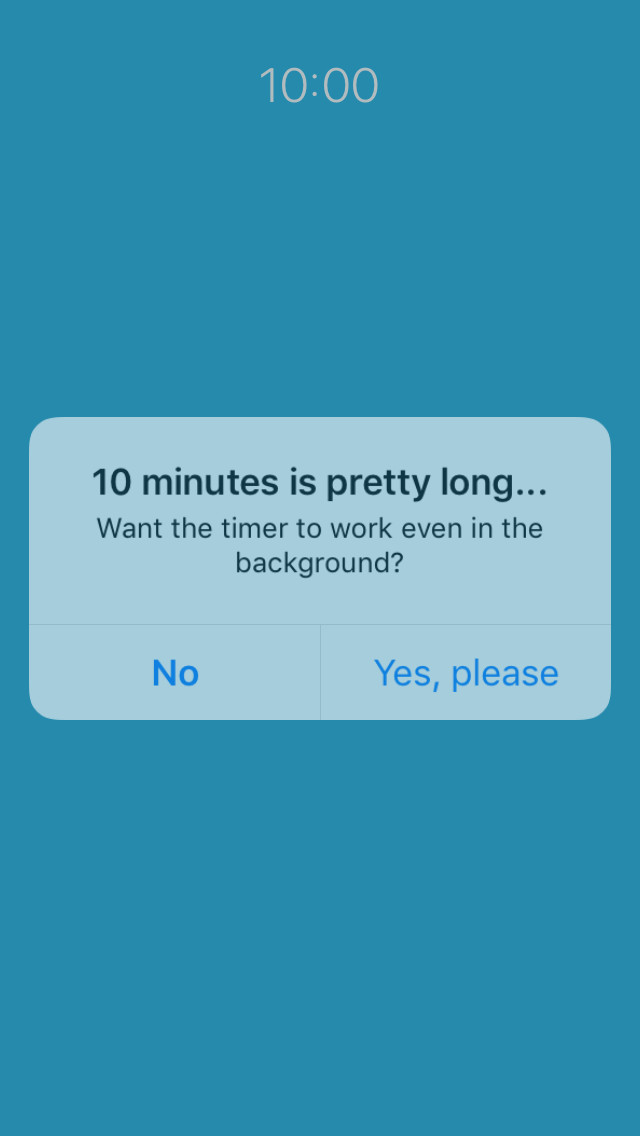 10:00
10 minutes is pretty long...
Want the timer to work even in the
background?
No
Yes, please